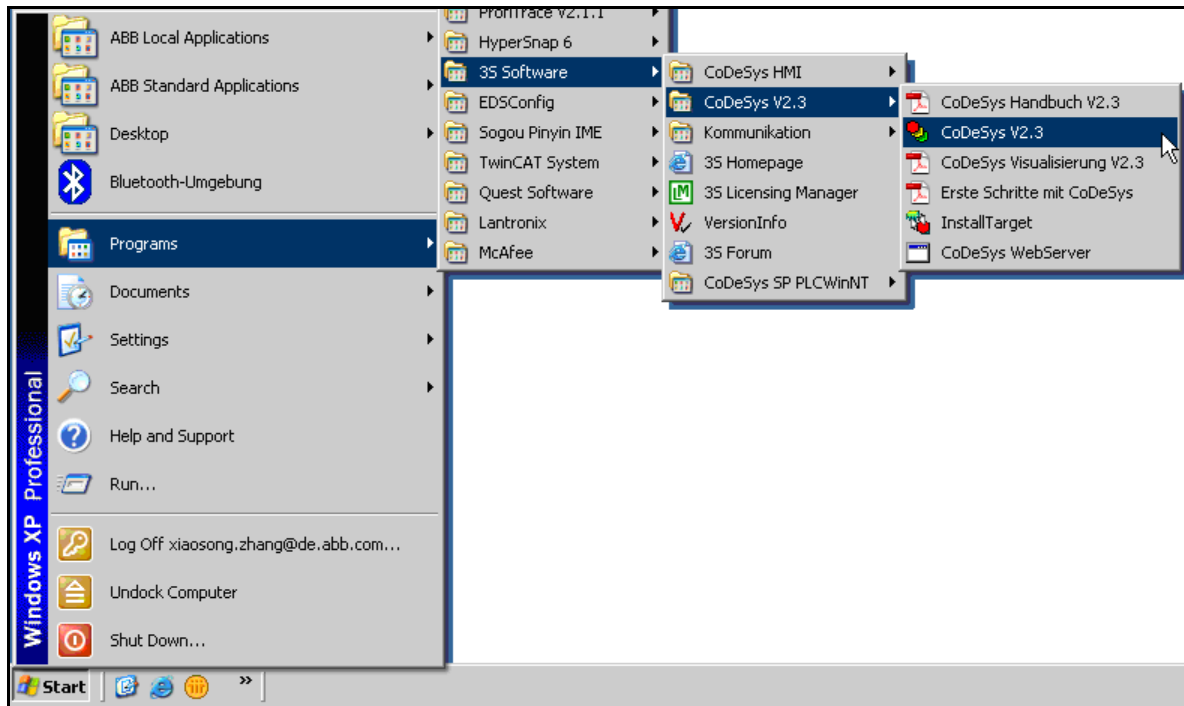 ABB Local Applications
ABB Standard Applications
Desktop
Bluetooth-Umgebung
Programs
Documents
Settings
Search
Help and Support
Run...
Log Off xiaosong.zhang@de.abb.com...
Undock Computer
Shut Down...
Windows XP Professional
Start
»
ProfiTrace V2.1.1
HyperSnap 6
3S Software
EDSConfig
Sogou Pinyin IME
TwinCAT System
Quest Software
Lantronix
McAfee
CoDeSys HMI
CoDeSys V2.3
Kommunikation
3S Homepage
3S Licensing Manager
VersionInfo
3S Forum
CoDeSys SP PLCWinNT
CoDeSys Handbuch V2.3
CoDeSys V2.3
CoDeSys Visualisierung V2.3
Erste Schritte mit CoDeSys
InstallTarget
CoDeSys WebServer